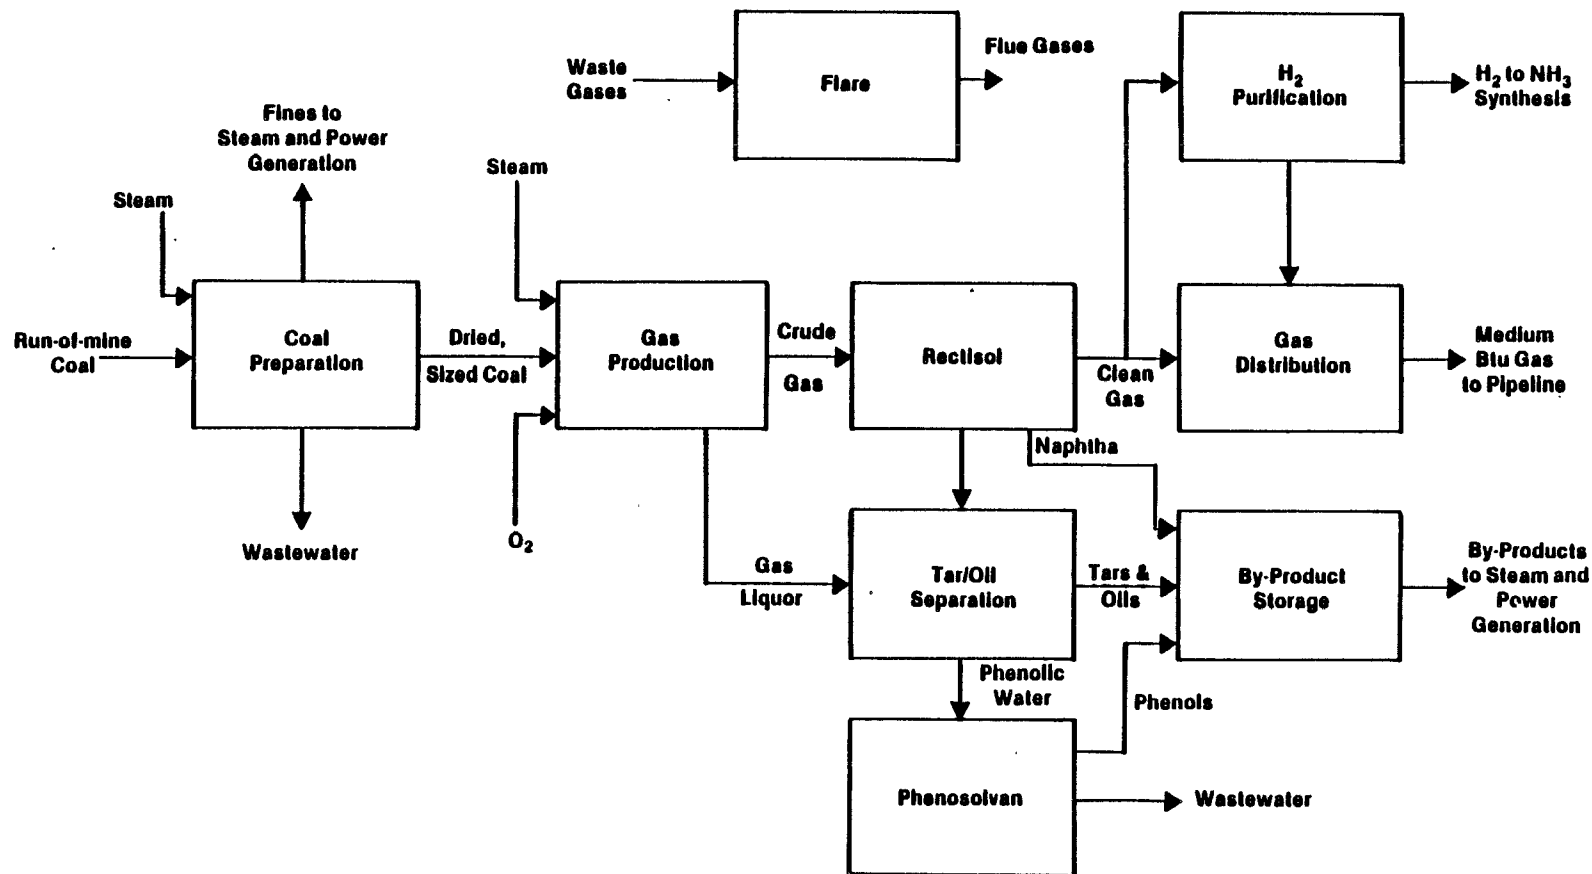 Waste
Gases
Flare
Flue Gases
H2
Purification
H2 to NH3
Synthesis
Fines to
Steam and Power
Generation
Steam
Steam
Run-of-mine
Coal
Coal
Preparation
Dried,
Sized Coal
Gas
Production
Crude
Gas
Rectisol
Clean
Gas
Gas
Distribution
Medium
Btu Gas
to Pipeline
Naphtha
Wastewater
O2
Gas
Liquor
Tar/Oil
Separation
Tars &
Oils
By-Product
Storage
By-Products
to Steam and
Power
Generation
Phenolic
Water
Phenols
Phenosolvan
Wastewater